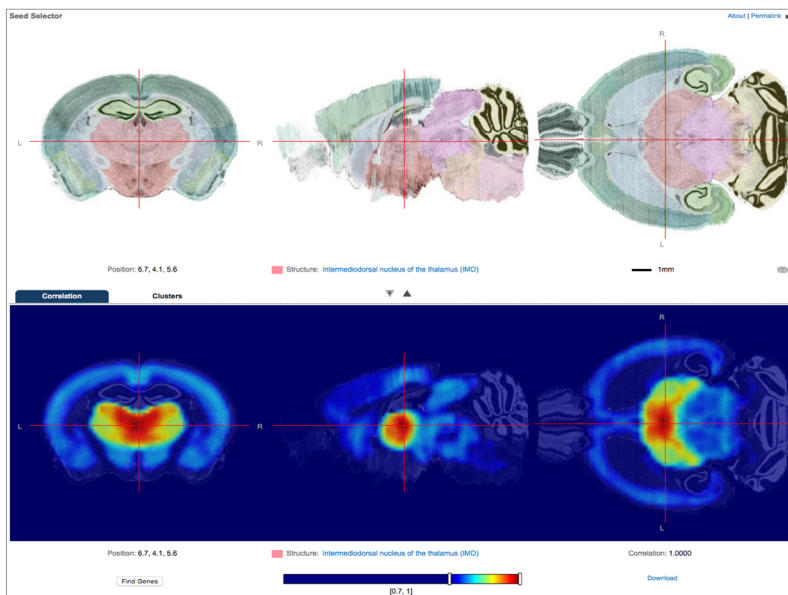 Seed Selector
About | Permalink
R
L
R
L
Position: 6.7, 4.1, 5.6
Structure: Intermediodorsal nucleus of the thalamus (IMD)
1mm
Correlation
Clusters
R
L
R
L
Position: 6.7, 4.1, 5.6
Structure: Intermediodorsal nucleus of the thalamus (IMD)
Correlation: 1.0000
Find Genes
Download
[0.7, 1]